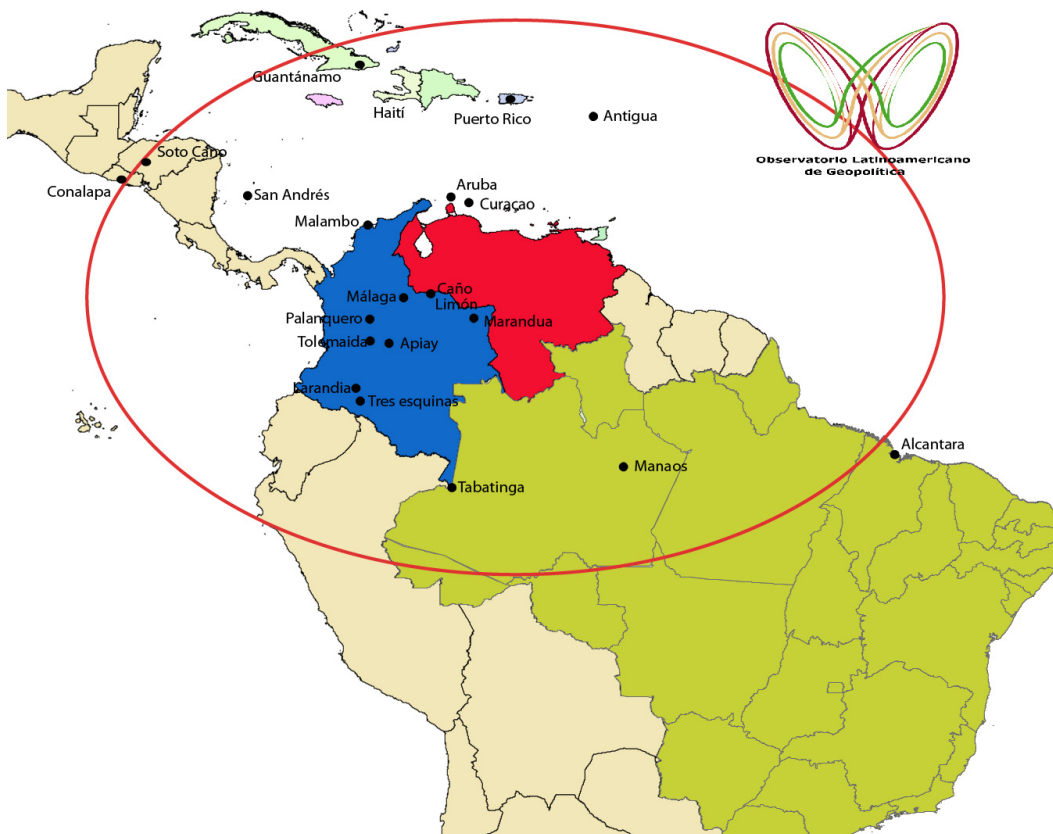 Guantánamo
Haití
Puerto Rico
Antigua
Observatorio Latinoamericano
de Geopolítica
Soto Cano
Conalapa
San Andrés
Aruba
Curaçao
Malambo
Málaga
Caño
Limón
Palanquero
Marandua
Tolemaida
Apiay
Larandia
Tres esquinas
Alcantara
Manaos
Tabatinga